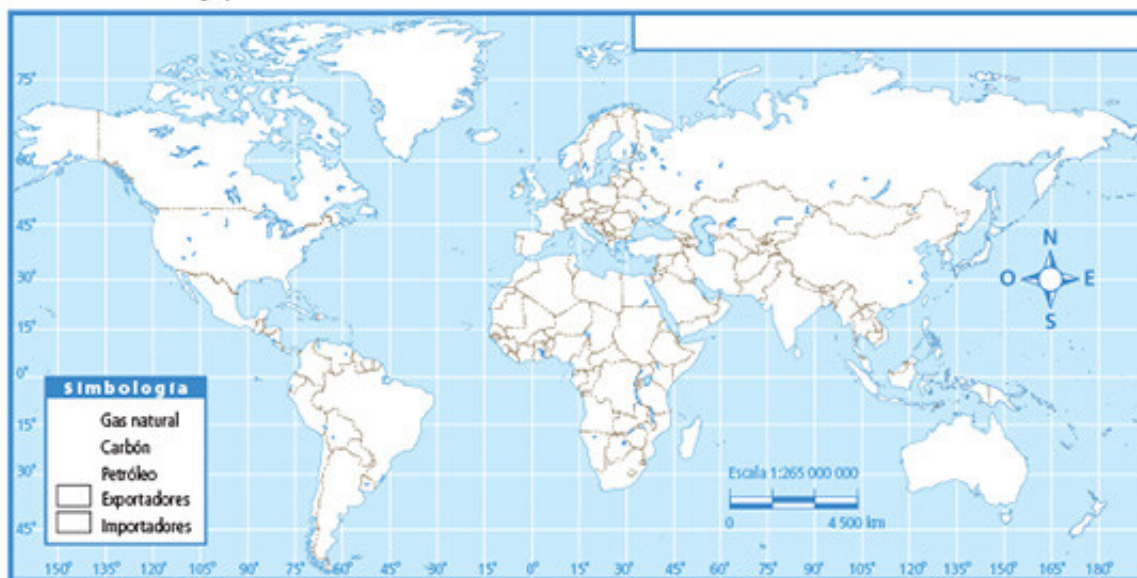 75°
60°
45°
30°
15°
0°
15°
30°
45°
N
O E
S
Simbología
Gas natural
Carbón
Petróleo
Exportadores
Importadores
Escala 1:265 000 000
0 4 500 km
150° 135° 120° 105° 90° 75° 60° 45° 30° 15° 0° 15° 30° 45° 60° 75° 90° 105° 120° 135° 150° 165° 180°